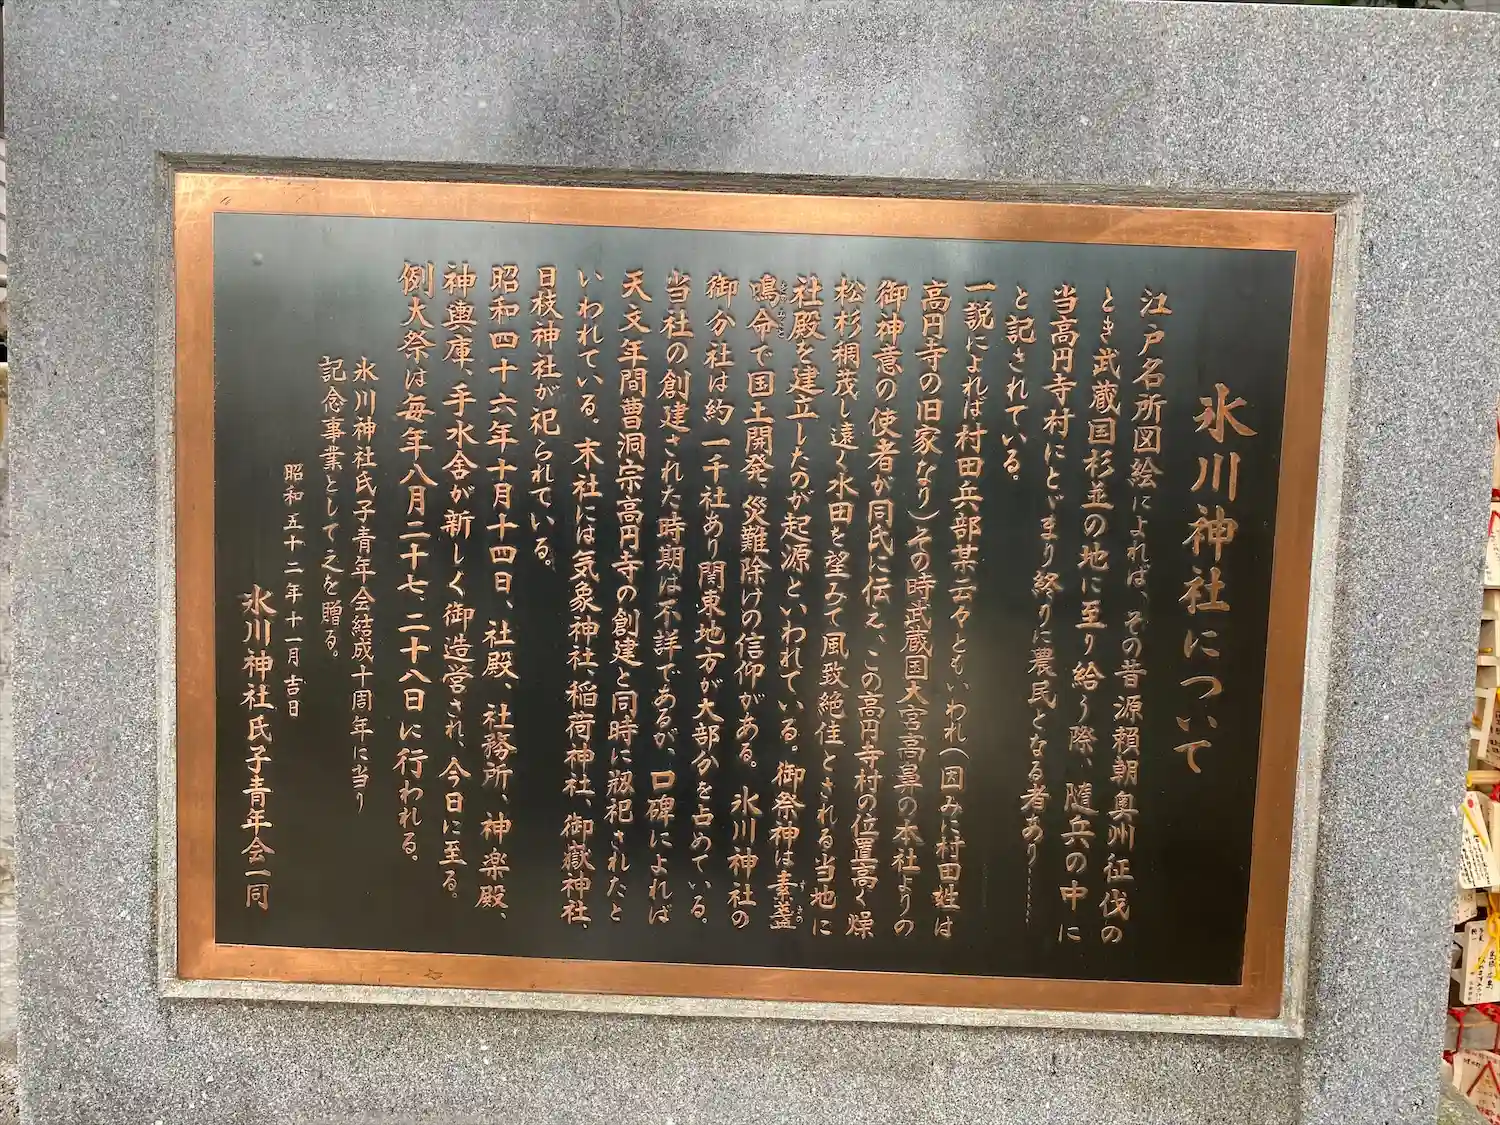 氷川神社について
江戸名所図絵によれば、その昔源頼朝奥州征伐の
とき武蔵国杉並の地に至り給う際、随兵の中に
当高円寺村にとゞまり終りに農民となる者あり……
と記されている。
一説によれば村田兵部某云々ともいわれ(因みに村田姓は
高円寺の旧家なり)その時武蔵国大宮高鼻の本社よりの
御神意の使者が同氏に伝え、この高円寺村の位置高く燥
松杉稠茂し遠く水田を望みて風致絶佳とされる当地に
社殿を建立したのが起源といわれている。御祭神は素盞
鳴命で国土開発、災難除けの信仰がある。氷川神社の
御分社は約一千社あり関東地方が大部分を占めている。
当社の創建された時期は不詳であるが、口碑によれば
天文年間曹洞宗高円寺の創建と同時に勧祀されたと
いわれている。末社には気象神社、稲荷神社、御嶽神社、
日枝神社が祀られている。
昭和四十六年十月十四日、社殿、社務所、神楽殿、
神輿庫、手水舎が新しく御造営され、今日に至る。
例大祭は毎年八月二十七、二十八日に行われる。
氷川神社氏子青年会結成十周年に当り
記念事業として之を贈る。
昭和五十二年十一月吉日
氷川神社氏子青年会一同